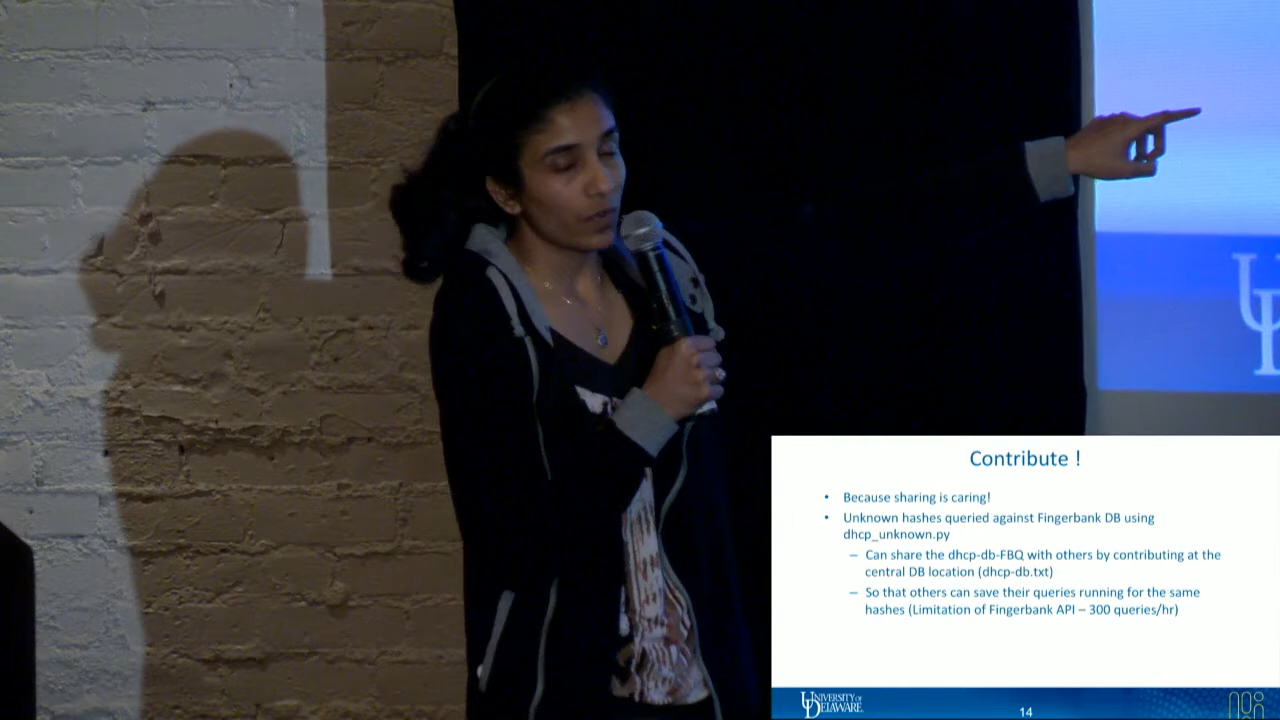 Contribute !
• Because sharing is caring!
• Unknown hashes queried against Fingerbank DB using
dhcp_unknown.py
– Can share the dhcp-db-FBQ with others by contributing at the
central DB location (dhcp-db.txt)
– So that others can save their queries running for the same
hashes (Limitation of Fingerbank API – 300 queries/hr)
UNIVERSITY OF
DELAWARE
14